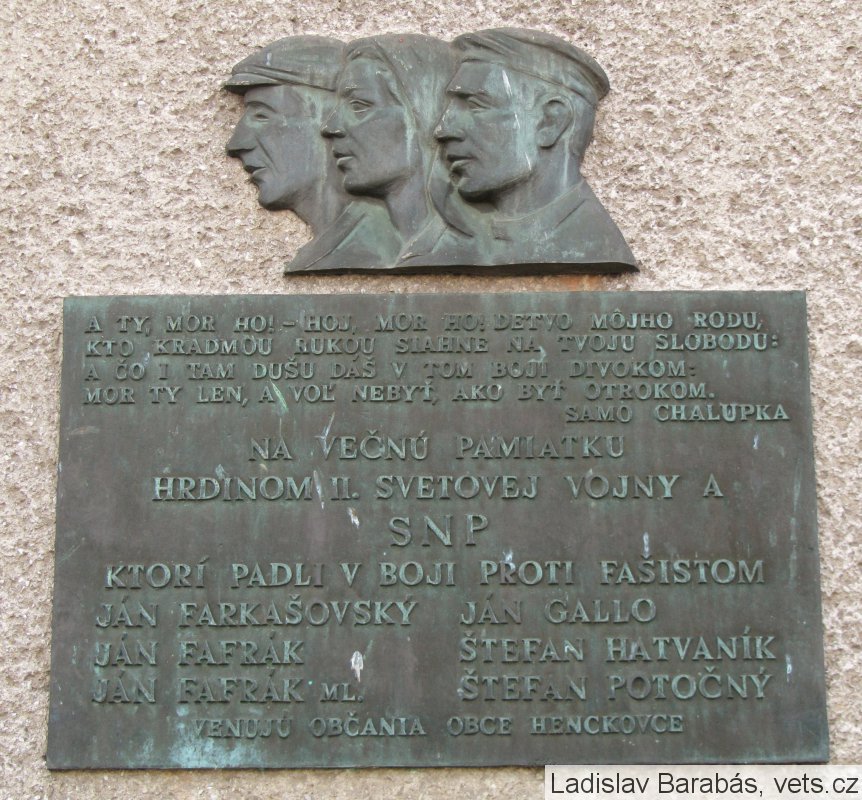 A TY, MOR HO! – HOJ, MOR HO! DETVO MÔJHO RODU,
KTO KRADMOU RUKOU SIAHNE NA TVOJU SLOBODU:
A ČO I TAM DUŠU DÁŠ V TOM BOJI DIVOKOM:
MOR TY LEN, A VOĽ NEBYŤ, AKO BYŤ OTROKOM.
SAMO CHALUPKA
NA VEČNÚ PAMIATKU
HRDINOM II. SVETOVEJ VOJNY A
SNP
KTORÍ PADLI V BOJI PROTI FAŠISTOM
JÁN FARKAŠOVSKÝ JÁN GALLO
JÁN FAFRÁK ŠTEFAN HATVANÍK
JÁN FAFRÁK ML. ŠTEFAN POTOČNÝ
VENUJÚ OBČANIA OBCE HENCKOVCE
Ladislav Barabás, vets.cz